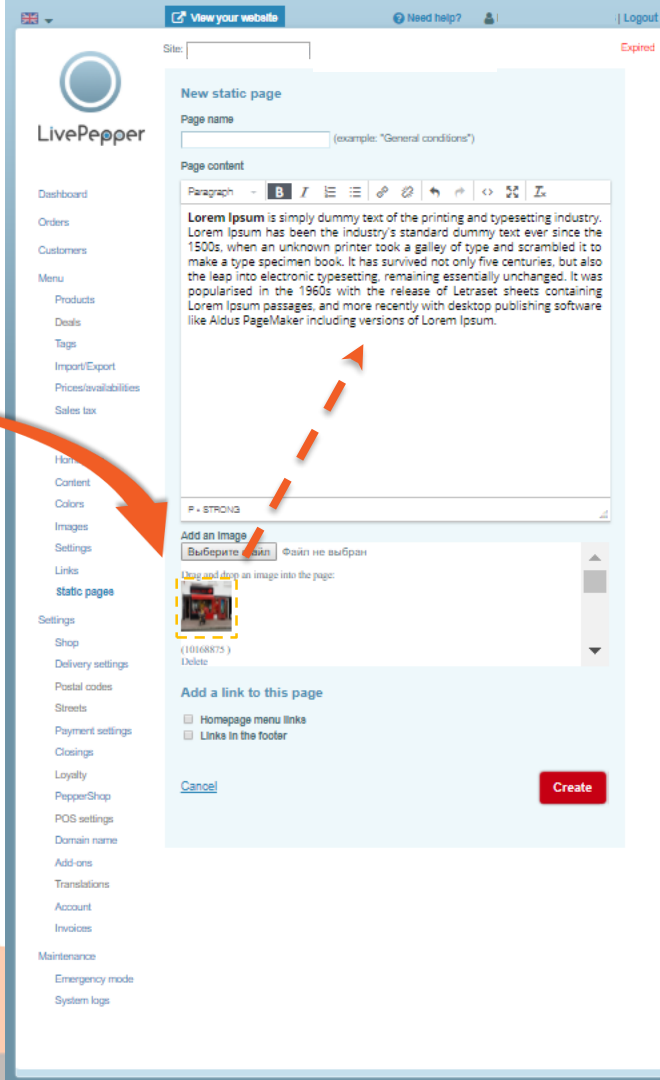 View your website
Need help?
| Logout
Site:
Expired
LivePepper
New static page
Page name
(example: "General conditions")
Page content
Paragraph
B I
Lorem Ipsum is simply dummy text of the printing and typesetting industry.
Lorem Ipsum has been the industry's standard dummy text ever since the
1500s, when an unknown printer took a galley of type and scrambled it to
make a type specimen book. It has survived not only five centuries, but also
the leap into electronic typesetting, remaining essentially unchanged. It was
popularised in the 1960s with the release of Letraset sheets containing
Lorem Ipsum passages, and more recently with desktop publishing software
like Aldus PageMaker including versions of Lorem Ipsum.
P » STRONG
Add an image
Выберите файл Файл не выбран
Drag and drop an image into the page:
(10168875 )
Delete
Add a link to this page
Homepage menu links
Links in the footer
Cancel
Create
Dashboard
Orders
Customers
Menu
Products
Deals
Tags
Import/Export
Prices/availabilities
Sales tax
Content
Colors
Images
Settings
Links
Static pages
Settings
Shop
Delivery settings
Postal codes
Streets
Payment settings
Closings
Loyalty
PepperShop
POS settings
Domain name
Add-ons
Translations
Account
Invoices
Maintenance
Emergency mode
System logs